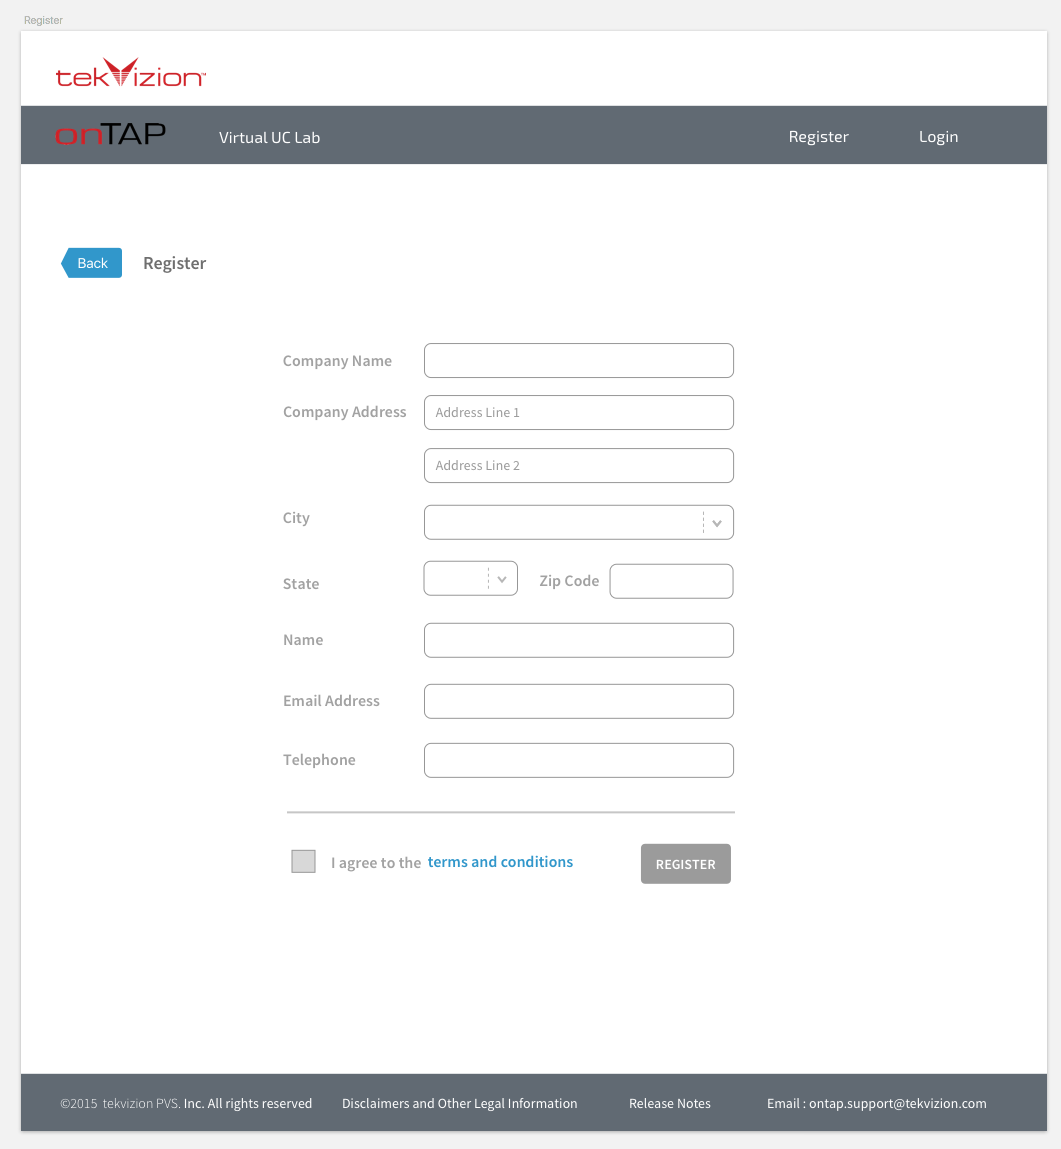 Register
tekVizion™
onTAP Virtual UC Lab Register Login
Back Register
Company Name
Company Address Address Line 1
Address Line 2
City
State Zip Code
Name
Email Address
Telephone
I agree to the terms and conditions REGISTER
©2015 tekvizion PVS. Inc. All rights reserved Disclaimers and Other Legal Information Release Notes Email : ontap.support@tekvizion.com